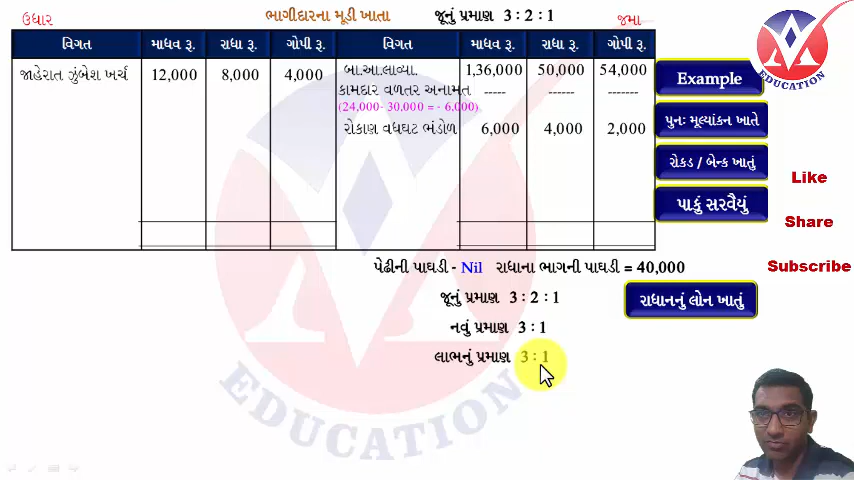 ઉધાર ભાગીદારના મૂડી ખાતા જૂનું પ્રમાણ 3 : 2 : 1 જમા
વિગત માધવ રૂ. રાધા રૂ. ગોપી રૂ. વિગત માધવ રૂ. રાધા રૂ. ગોપી રૂ.
જાહેરાત ઝુંબેશ ખર્ચ 12,000 8,000 4,000 બા.આ.લાવ્યા. 1,36,000 50,000 54,000
કામદાર વળતર અનામત ----- ------ -------
(24,000- 30,000 = - 6,000)
રોકાણ વધઘટ ભંડોળ 6,000 4,000 2,000
EDUCATION
Example
પુનઃ મૂલ્યાંકન ખાતે
રોકડ / બેન્ક ખાતું
પાકું સરવૈયું
Like
Share
Subscribe
પેઢીની પાઘડી - Nil રાધાના ભાગની પાઘડી = 40,000
જૂનું પ્રમાણ 3 : 2 : 1
રાધાનનું લોન ખાતું
નવું પ્રમાણ 3 : 1
લાભનું પ્રમાણ 3 : 1
EDUCATION